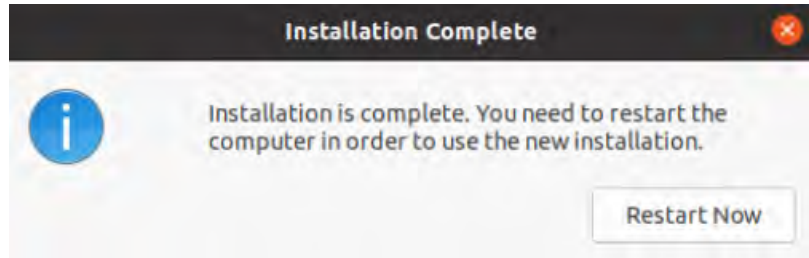 Installation Complete
Installation is complete. You need to restart the
computer in order to use the new installation.
Restart Now